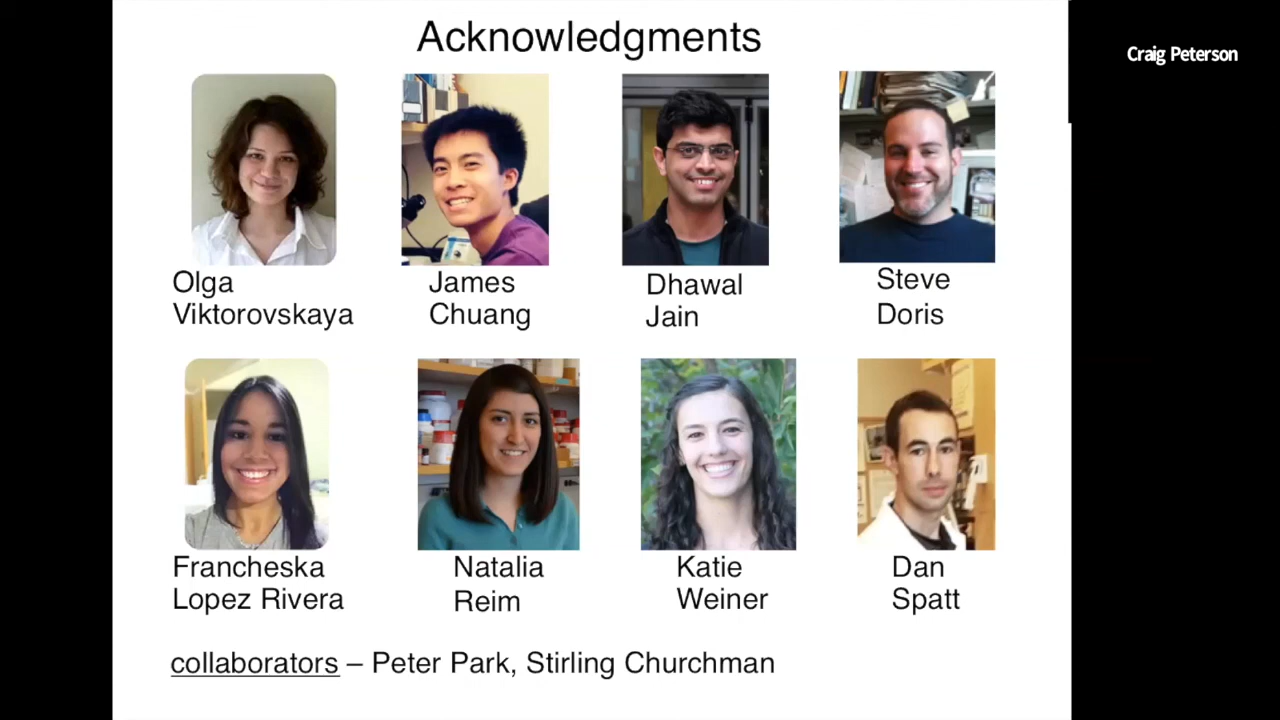 Acknowledgments
Craig Peterson
Olga
Viktorovskaya
James
Chuang
Dhawal
Jain
Steve
Doris
Francheska
Lopez Rivera
Natalia
Reim
Katie
Weiner
Dan
Spatt
collaborators – Peter Park, Stirling Churchman